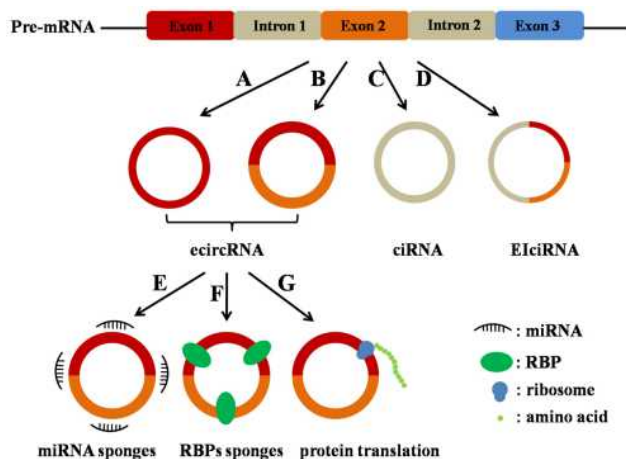 Pre-mRNA Exon 1 Intron 1 Exon 2 Intron 2 Exon 3
A B C D
ecircRNA ciRNA EIciRNA
E F G
: miRNA
: RBP
: ribosome
: amino acid
miRNA sponges RBPs sponges protein translation